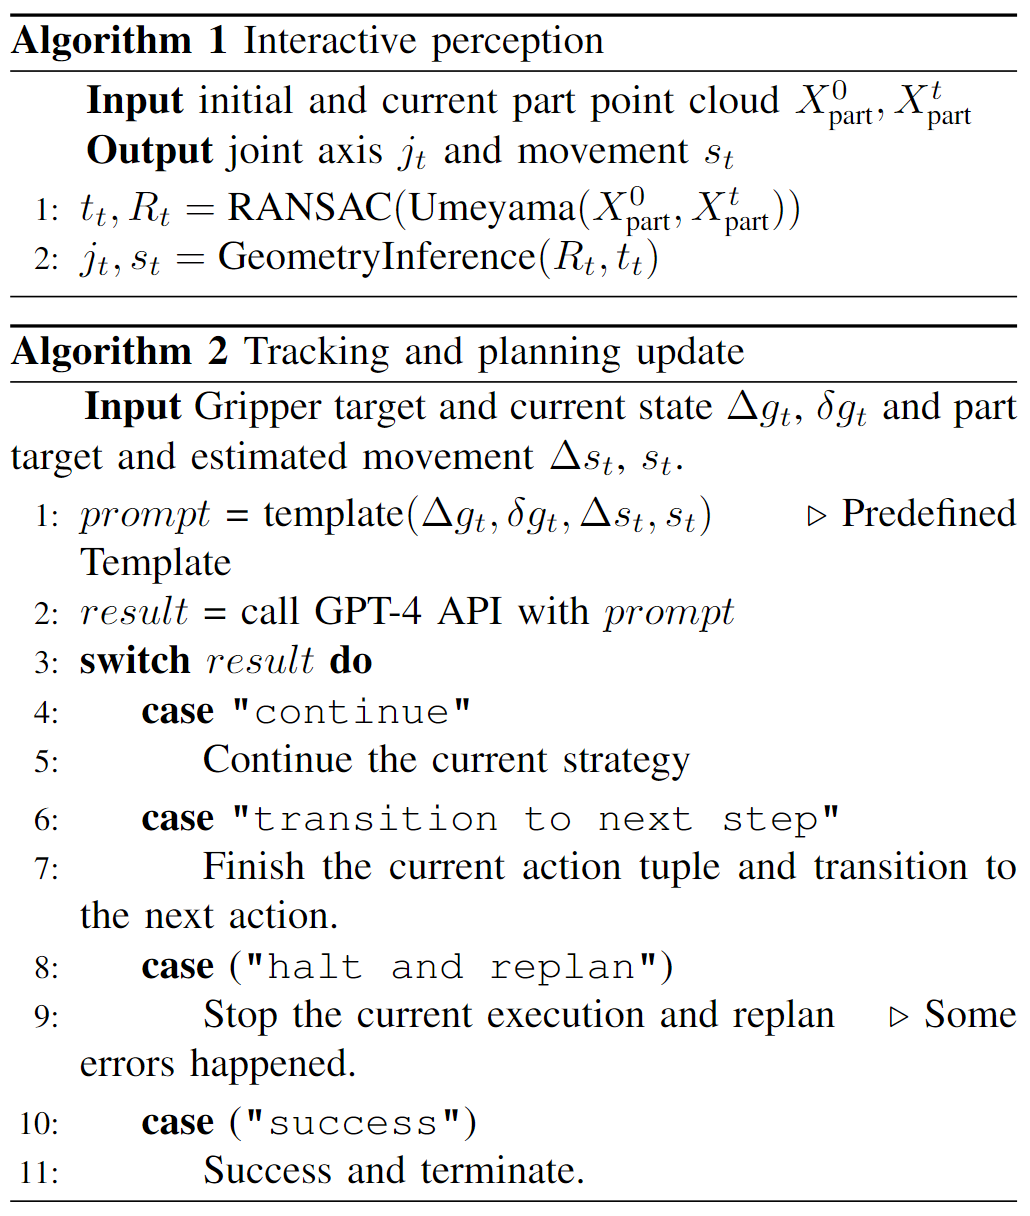 Algorithm 1 Interactive perception
Input initial and current part point cloud $X^0_{\text{part}}, X^t_{\text{part}}$
Output joint axis $j_t$ and movement $s_t$
1: $t_t, R_t = \text{RANSAC}(\text{Umeyama}(X^0_{\text{part}}, X^t_{\text{part}}))$
2: $j_t, s_t = \text{GeometryInference}(R_t, t_t)$
Algorithm 2 Tracking and planning update
Input Gripper target and current state $\Delta g_t$, $\delta g_t$ and part
target and estimated movement $\Delta s_t$, $s_t$.
1: prompt = template$(\Delta g_t, \delta g_t, \Delta s_t, s_t)$ ▷ Predefined
Template
2: result = call GPT-4 API with prompt
3: switch result do
4: case "continue"
5: Continue the current strategy
6: case "transition to next step"
7: Finish the current action tuple and transition to
the next action.
8: case ("halt and replan")
9: Stop the current execution and replan ▷ Some
errors happened.
10: case ("success")
11: Success and terminate.